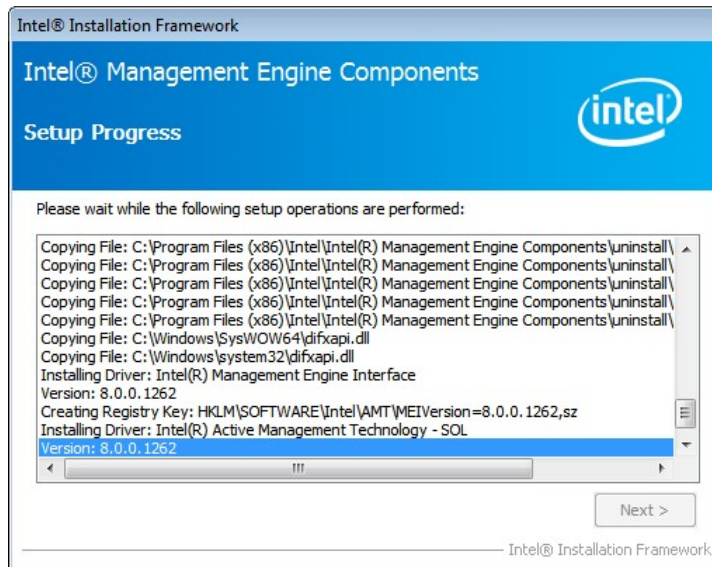 Intel® Installation Framework
Intel® Management Engine Components
intel
Setup Progress
Please wait while the following setup operations are performed:
Copying File: C:\Program Files (x86)\Intel\Intel(R) Management Engine Components\uninstall\
Copying File: C:\Program Files (x86)\Intel\Intel(R) Management Engine Components\uninstall\
Copying File: C:\Program Files (x86)\Intel\Intel(R) Management Engine Components\uninstall\
Copying File: C:\Program Files (x86)\Intel\Intel(R) Management Engine Components\uninstall\
Copying File: C:\Program Files (x86)\Intel\Intel(R) Management Engine Components\uninstall\
Copying File: C:\Windows\SysWOW64\difxapi.dll
Copying File: C:\Windows\system32\difxapi.dll
Installing Driver: Intel(R) Management Engine Interface
Version: 8.0.0.1262
Creating Registry Key: HKLM\SOFTWARE\Intel\AMT\MEIVersion=8.0.0.1262,sz
Installing Driver: Intel(R) Active Management Technology - SOL
Version: 8.0.0.1262
Next >
Intel® Installation Framework